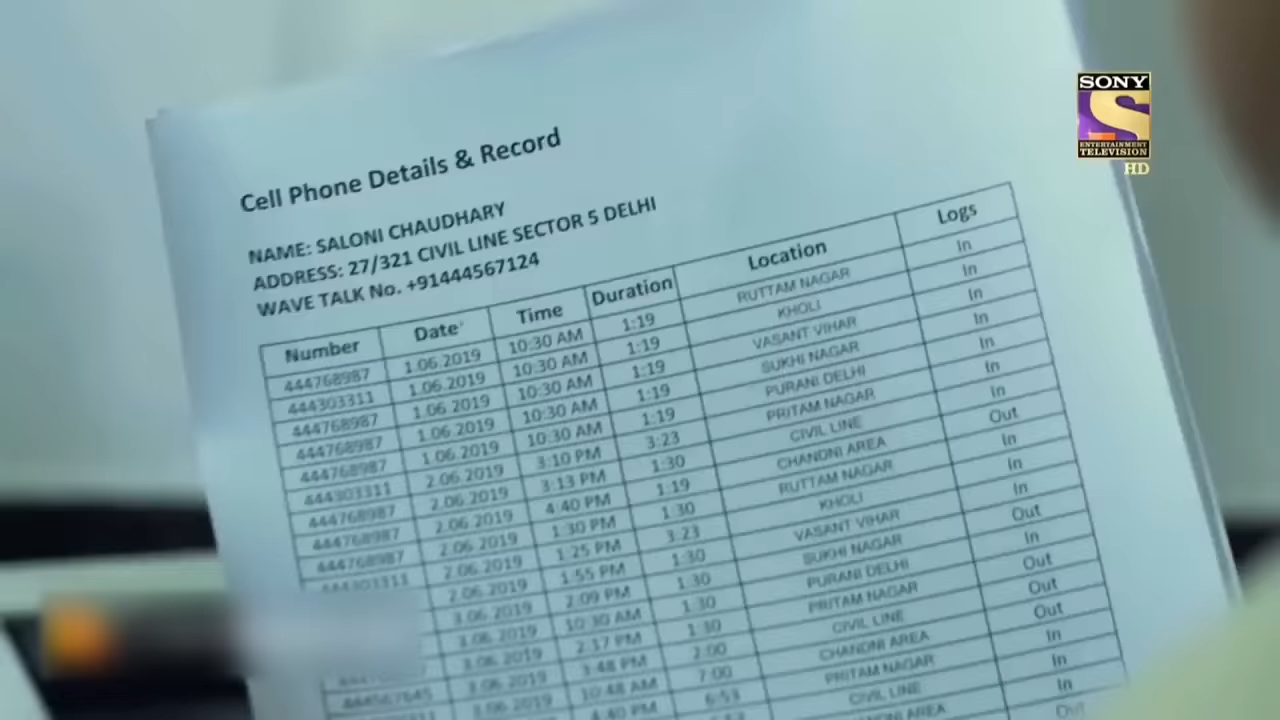 Cell Phone Details & Record
NAME: SALONI CHAUDHARY
ADDRESS: 27/321 CIVIL LINE SECTOR 5 DELHI
WAVE TALK No. +91444567124
Number Date Time Duration Location Logs
444768987 1.06.2019 10:30 AM 1:19 RUTTAM NAGAR In
444303311 1.06.2019 10:30 AM 1:19 KHOLI In
444768987 1.06.2019 10:30 AM 1:19 VASANT VIHAR In
444768987 1.06.2019 10:30 AM 1:19 SUKHI NAGAR In
444768987 1.06.2019 10:30 AM 1:19 PURANI DELHI In
444303311 2.06.2019 3:10 PM 3:23 PRITAM NAGAR In
444768987 2.06.2019 3:13 PM 1:30 CIVIL LINE In
444768987 2.06.2019 4:40 PM 1:19 CHANDNI AREA Out
444768987 2.06.2019 1:30 PM 1:30 RUTTAM NAGAR In
444303311 2.06.2019 1:25 PM 3:23 KHOLI In
2.06.2019 1:55 PM 1:30 VASANT VIHAR In
3.06.2019 2:09 PM 1:30 SUKHI NAGAR Out
3.06.2019 10:30 AM 1:30 PURANI DELHI In
3.06.2019 2:17 PM 1:30 PRITAM NAGAR Out
3.06.2019 3:48 PM 2:00 CIVIL LINE Out
3.06.2019 10:48 AM 7:00 CHANDNI AREA Out
4:40 PM 6:53 PRITAM NAGAR In
CIVIL LINE In
AREA In
SONY
ENTERTAINMENT
TELEVISION
HD